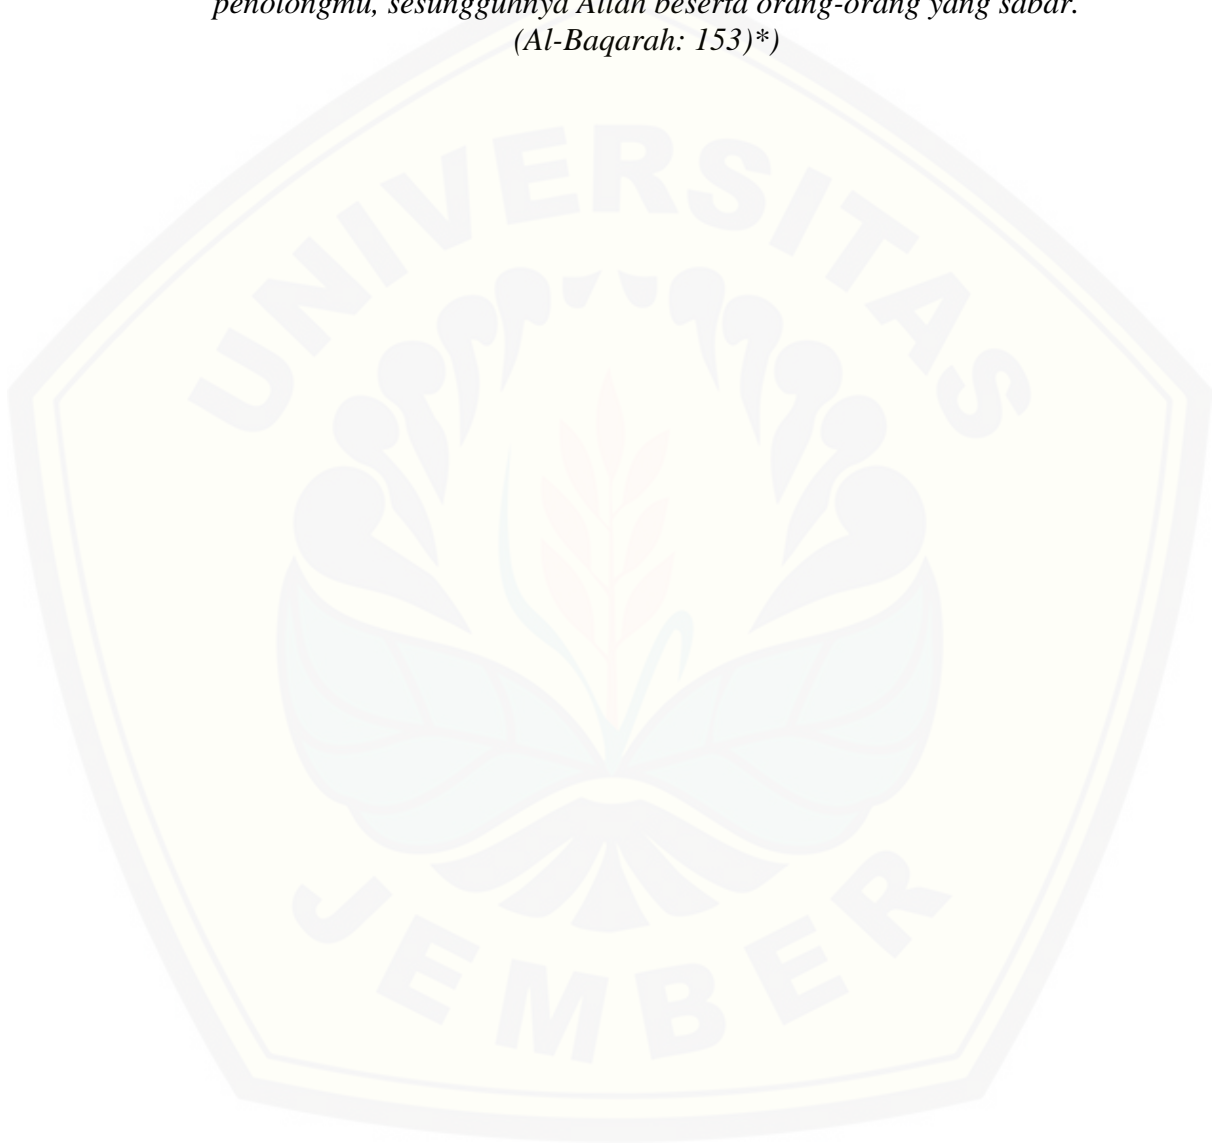 penolongmu, sesungguhnya Allah beserta orang-orang yang sabar.
(Al-Baqarah: 153)*)
UNIVERSITAS
JEMBER